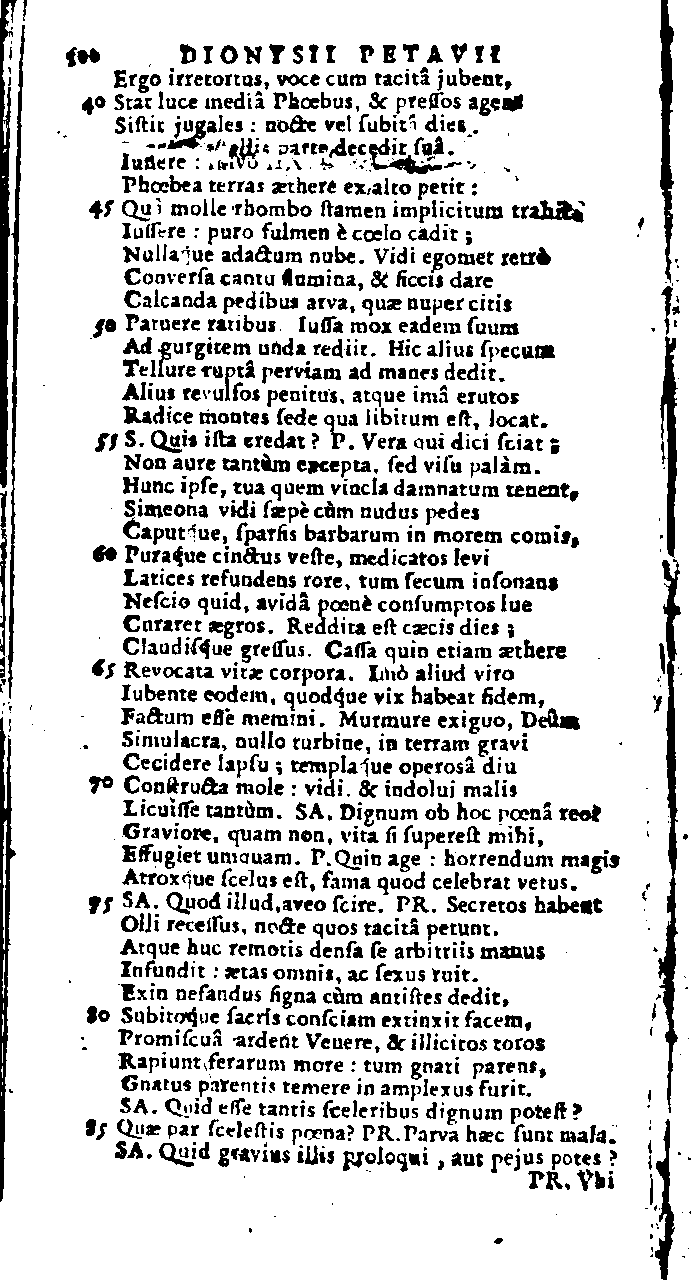 500 DIONYSII PETAVII
Ergo irretortus, voce cum tacitâ jubent,
40 Stat luce mediâ Phœbus, & pressos agens
Sistit jugales : nocte vel subitâ dies
stellis parte decedit suâ.
Iunere :
Phœbea terras æthere ex alto petit :
45 Qui molle rhombo stamen implicitum trahit
Iussere : puro fulmen è cœlo cadit ;
Nullaque adactum nube. Vidi egomet retrò
Conversa cantu flumina, & siccis dare
Calcanda pedibus arva, quæ nuper citis
50 Patuere ratibus. Iussa mox eadem suum
Ad gurgitem unda rediit. Hic alius specum
Tellure ruptâ perviam ad manes dedit.
Alius revulsos penitus, atque imâ erutos
Radice montes sede qua libitum est, locat.
55 S. Quis ista credat ? P. Vera qui dici sciat ;
Non aure tantùm excepta, sed visu palàm.
Hunc ipse, tua quem vincla damnatum tenent,
Simeona vidi sæpè cùm nudus pedes
Caputque, sparsis barbarum in morem comis,
60 Puraque cinctus veste, medicatos levi
Latices refundens rore, tum secum insonans
Nescio quid, avidâ pœnè consumptos lue
Curaret ægros. Reddita est cæcis dies ;
Claudisque gressus. Cassa quin etiam æthere
65 Revocata vitæ corpora. Imò aliud viro
Iubente eodem, quodque vix habeat fidem,
Factum esse memini. Murmure exiguo, Deûm
Simulacra, nullo turbine, in terram gravi
Cecidere lapsu ; templaque operosâ diu
70 Constructa mole : vidi. & indolui malis
Licuisse tantùm. SA. Dignum ob hoc pœnâ reos
Graviore, quam non, vita si superest mihi,
Effugiet umquam. P. Quin age : horrendum magis
Atroxque scelus est, fama quod celebrat vetus.
75 SA. Quod illud, aveo scire. PR. Secretos habent
Olli recessus, nocte quos tacitâ petunt.
Atque huc remotis densa se arbitriis manus
Infundit : ætas omnis, ac sexus ruit.
Exin nefandus signa cùm antistes dedit,
80 Subitoque sacris consciam extinxit facem,
Promiscuâ ardent Venere, & illicitos toros
Rapiunt ferarum more : tum gnati parens,
Gnatus parentis temere in amplexus furit.
SA. Quid esse tantis sceleribus dignum potest ?
85 Quæ par scelestis pœna? PR. Parva hæc sunt mala.
SA. Quid gravius illis proloqui, aut pejus potes ?
PR. Vbi